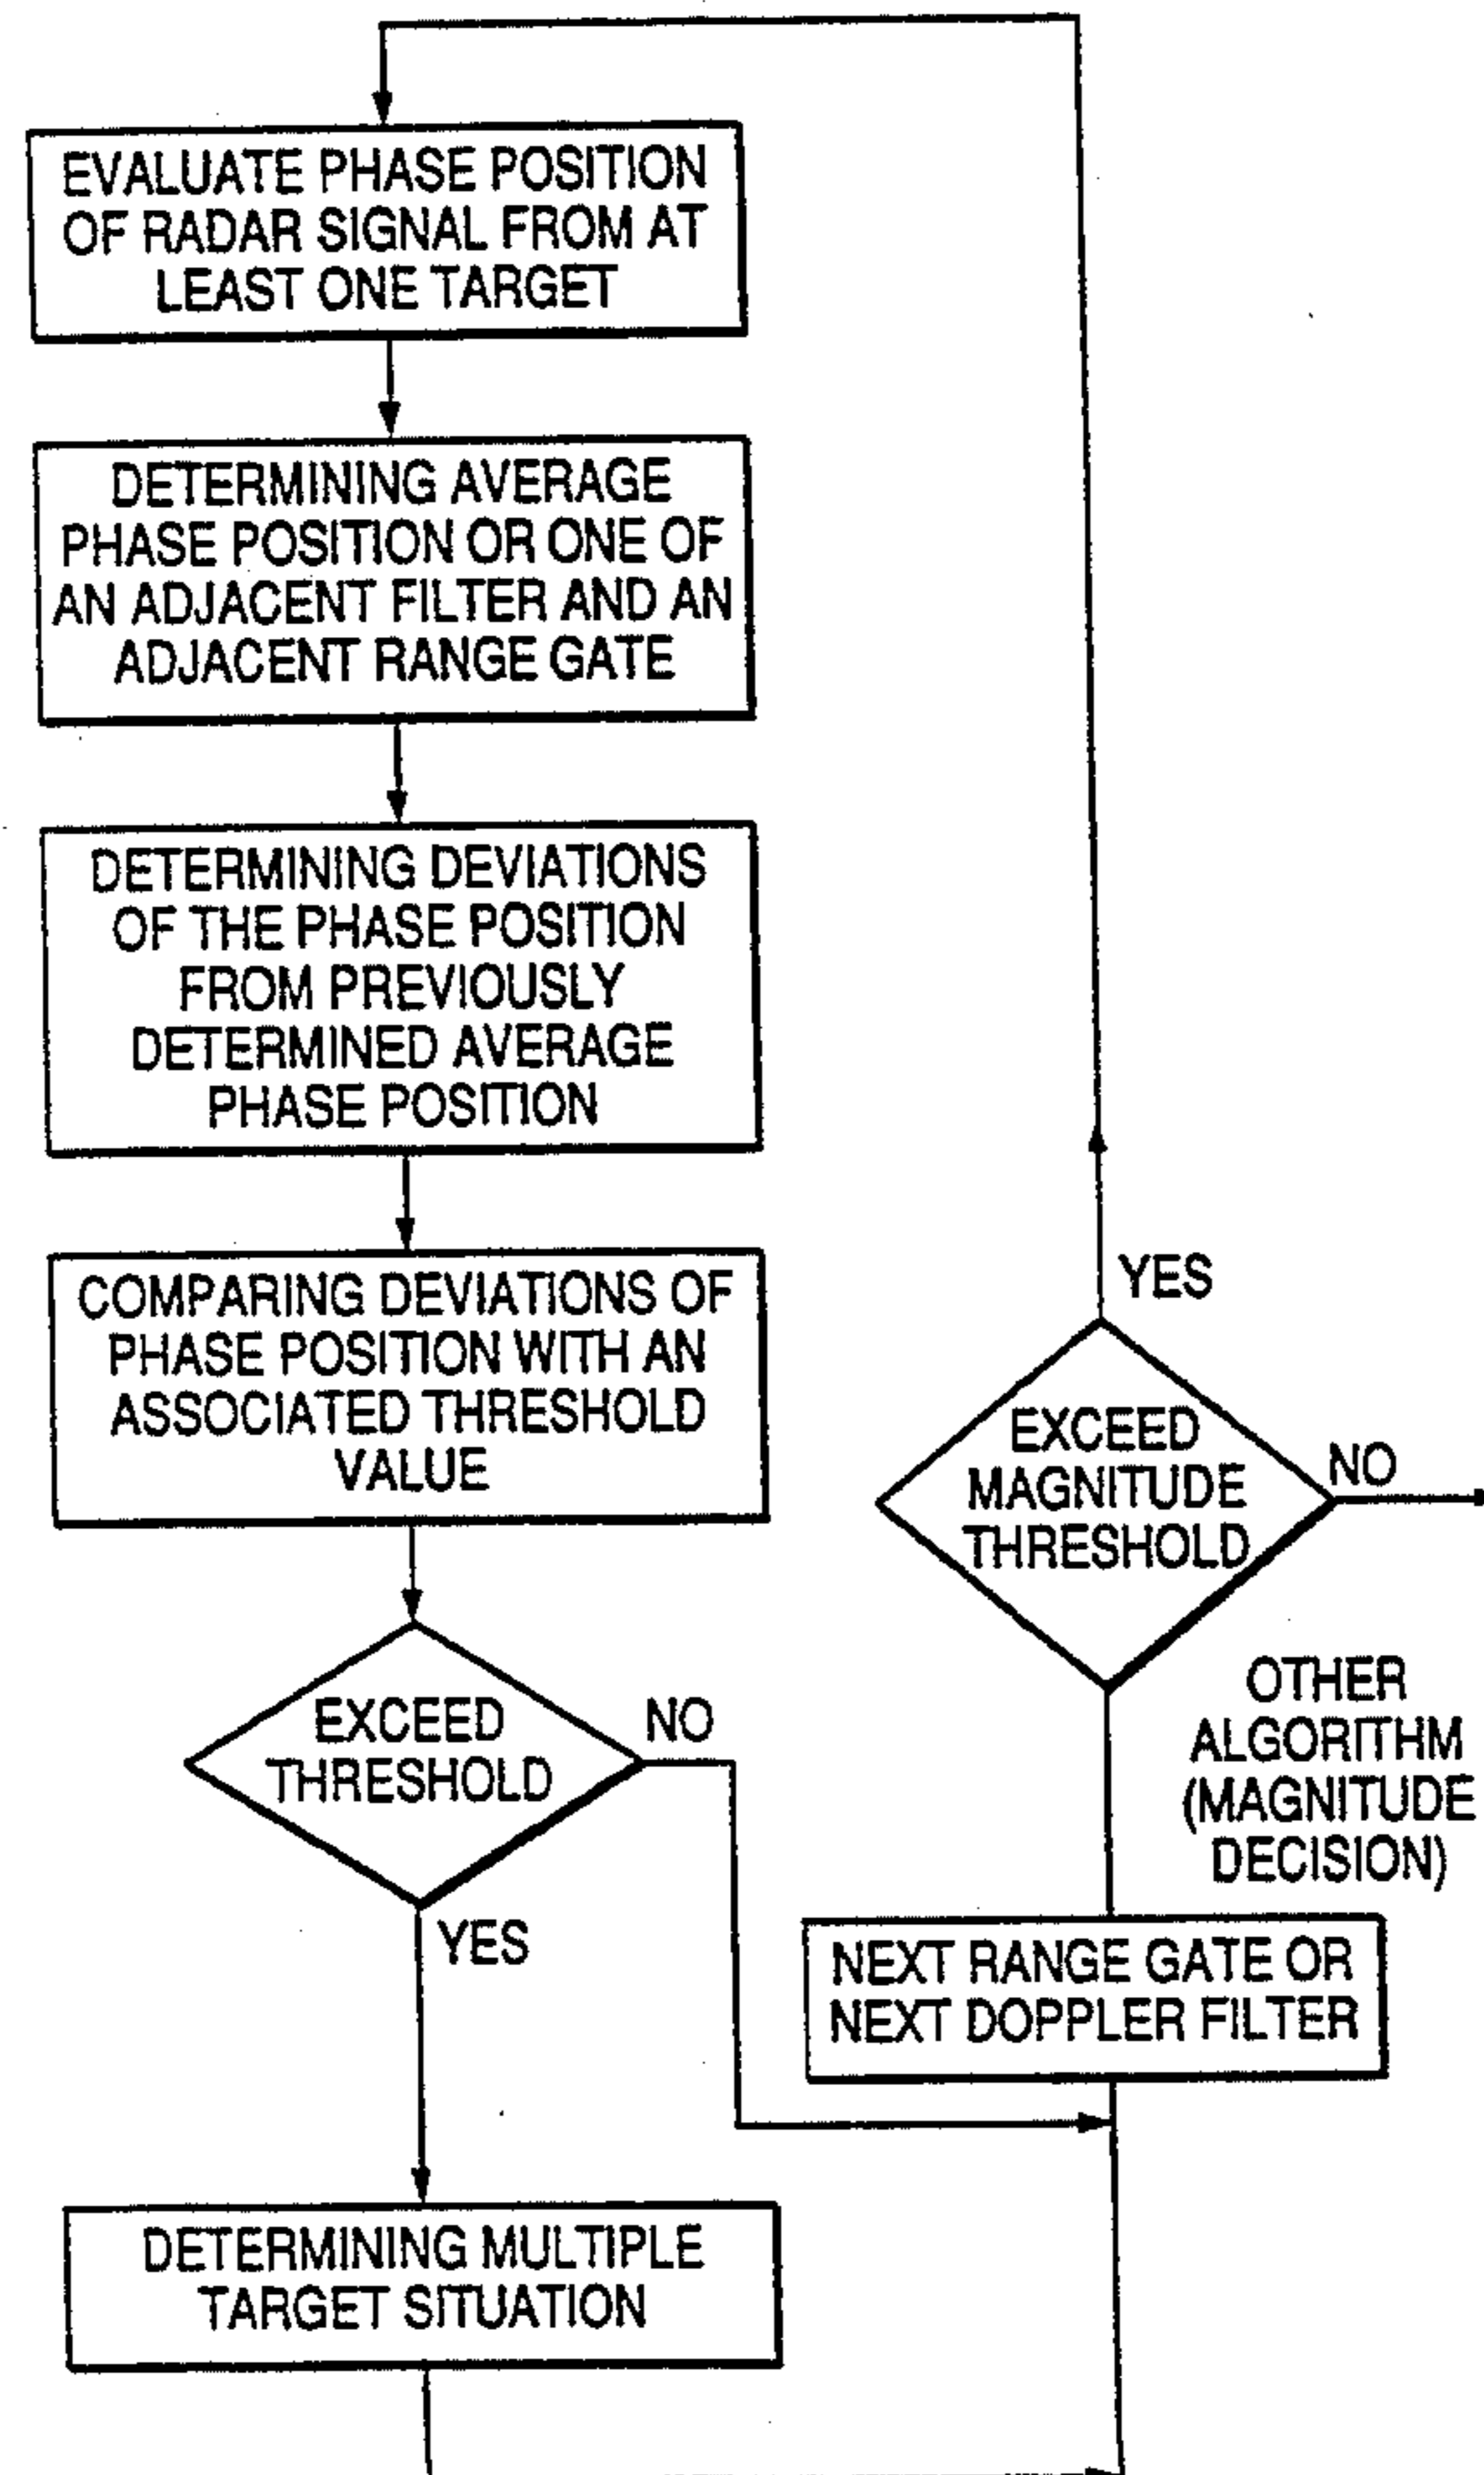 EVALUATE PHASE POSITION
OF RADAR SIGNAL FROM AT
LEAST ONE TARGET
DETERMINING AVERAGE
PHASE POSITION OR ONE OF
AN ADJACENT FILTER AND AN
ADJACENT RANGE GATE
DETERMINING DEVIATIONS
OF THE PHASE POSITION
FROM PREVIOUSLY
DETERMINED AVERAGE
PHASE POSITION
COMPARING DEVIATIONS OF
PHASE POSITION WITH AN
ASSOCIATED THRESHOLD
VALUE
EXCEED
THRESHOLD
NO
YES
DETERMINING MULTIPLE
TARGET SITUATION
YES
EXCEED
MAGNITUDE
THRESHOLD
NO
OTHER
ALGORITHM
(MAGNITUDE
DECISION)
NEXT RANGE GATE OR
NEXT DOPPLER FILTER